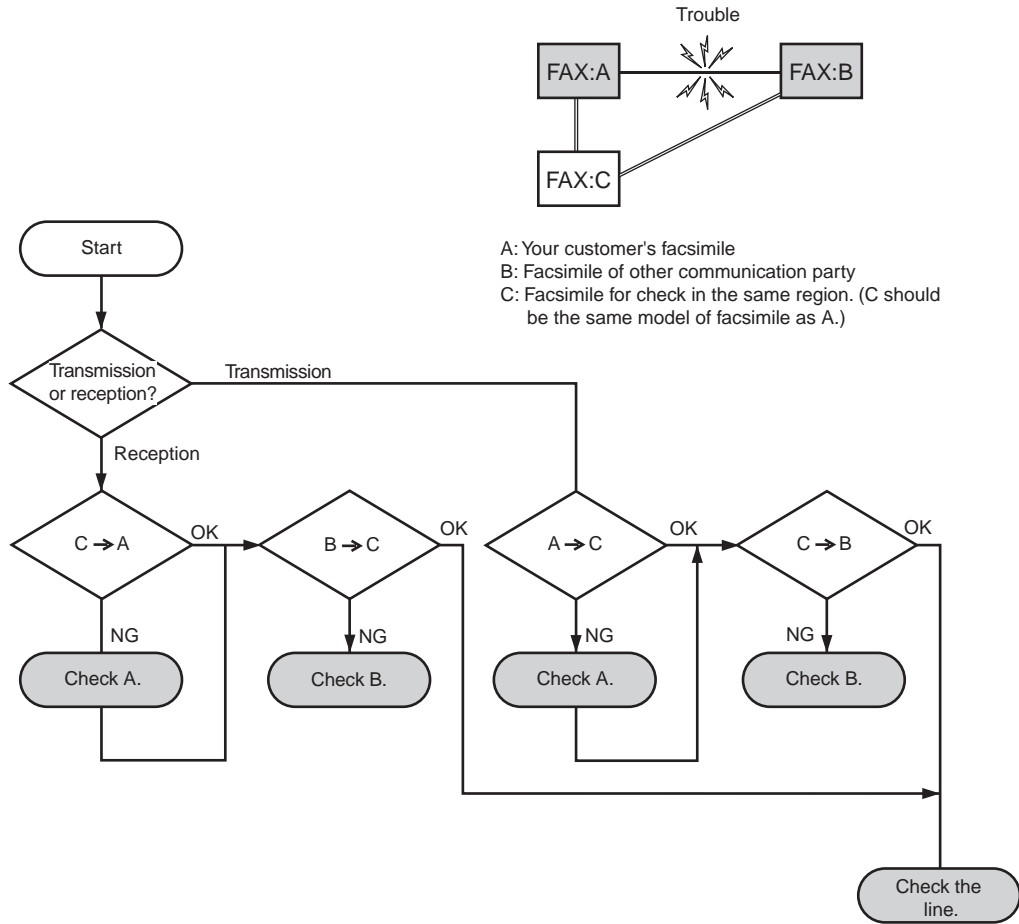 Trouble
FAX:A
FAX:B
FAX:C
A: Your customer's facsimile
B: Facsimile of other communication party
C: Facsimile for check in the same region. (C should
be the same model of facsimile as A.)
Start
Transmission
or reception?
Transmission
Reception
C → A
OK
B → C
OK
A → C
OK
C → B
OK
NG
NG
NG
NG
Check A.
Check B.
Check A.
Check B.
Check the
line.